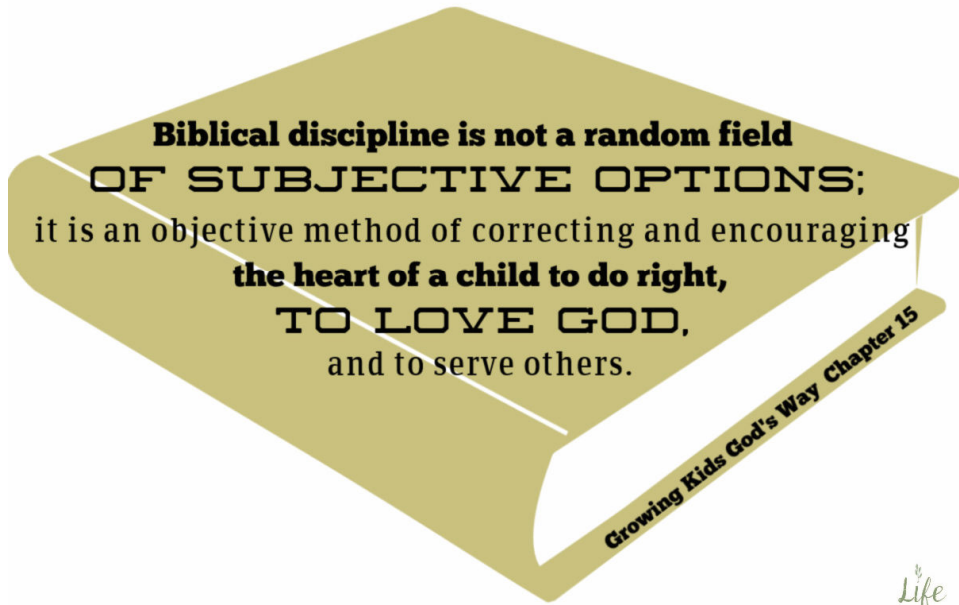 Biblical discipline is not a random field
OF SUBJECTIVE OPTIONS;
it is an objective method of correcting and encouraging
the heart of a child to do right,
TO LOVE GOD,
and to serve others.
Growing Kids God's Way Chapter 15
Life